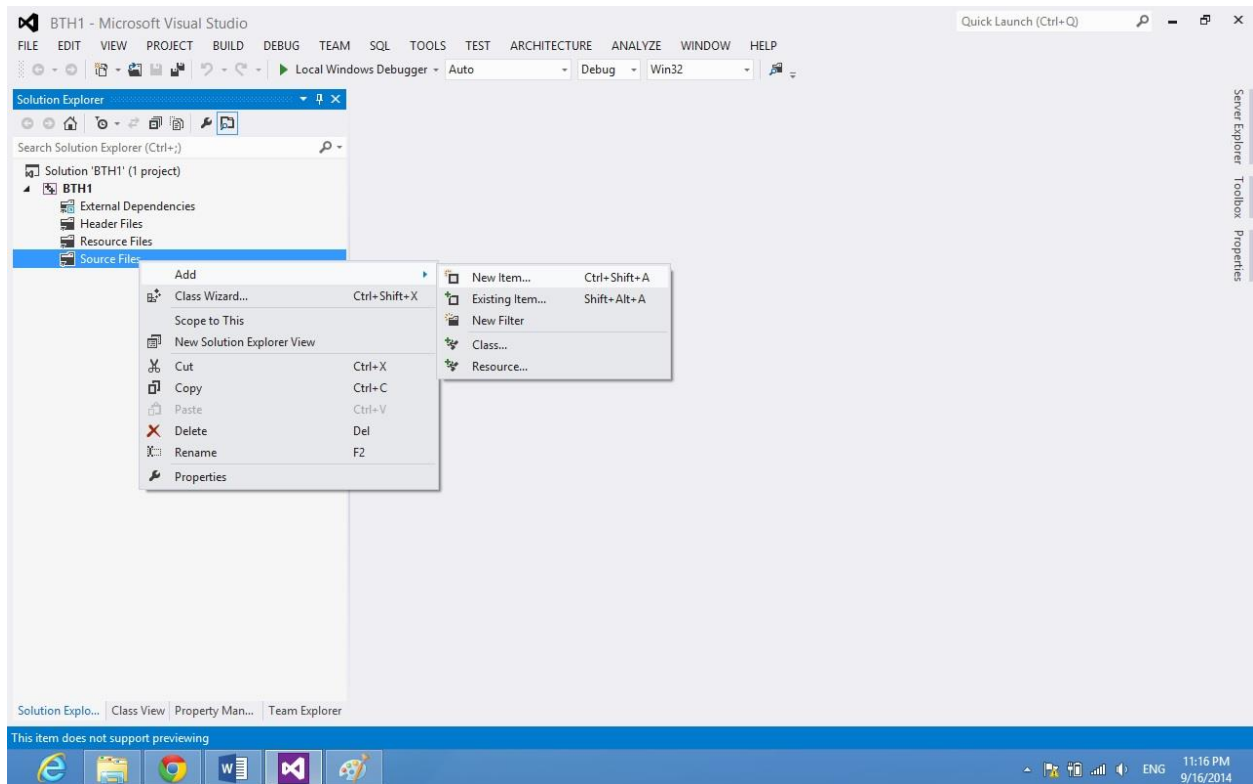 BTH1 - Microsoft Visual Studio
Quick Launch (Ctrl+Q)
FILE EDIT VIEW PROJECT BUILD DEBUG TEAM SQL TOOLS TEST ARCHITECTURE ANALYZE WINDOW HELP
Local Windows Debugger Auto Debug Win32
Solution Explorer
Search Solution Explorer (Ctrl+;)
Solution 'BTH1' (1 project)
BTH1
External Dependencies
Header Files
Resource Files
Source Files
Add
Class Wizard... Ctrl+Shift+X
Scope to This
New Solution Explorer View
Cut Ctrl+X
Copy Ctrl+C
Paste Ctrl+V
Delete Del
Rename F2
Properties
New Item... Ctrl+Shift+A
Existing Item... Shift+Alt+A
New Filter
Class...
Resource...
Server Explorer
Toolbox
Properties
Solution Explo... Class View Property Man... Team Explorer
This item does not support previewing
ENG
11:16 PM
9/16/2014